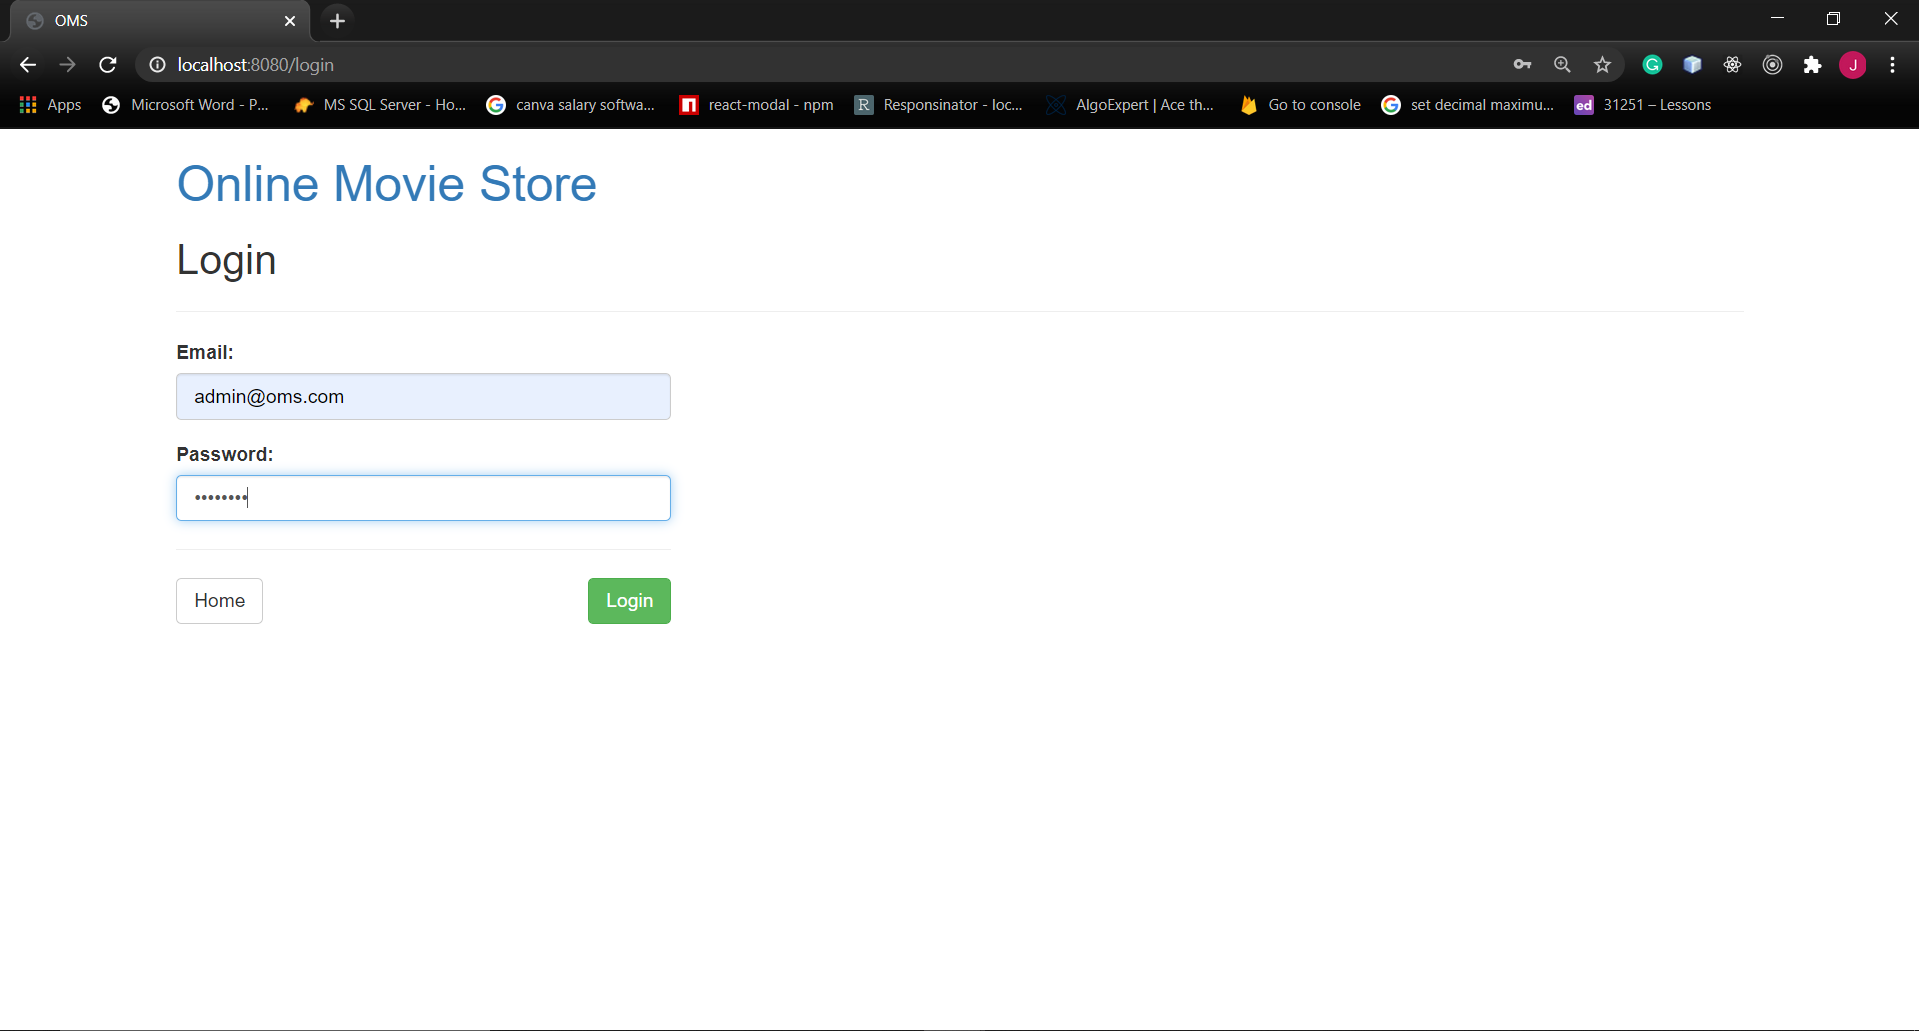 OMS
localhost:8080/login
J
Apps
Microsoft Word - P...
MS SQL Server - Ho...
canva salary softwa...
react-modal - npm
R
Responsinator - loc...
AlgoExpert | Ace th...
Go to console
set decimal maximu...
ed
31251 – Lessons
Online Movie Store
Login
Email:
admin@oms.com
Password:
••••••••
Home
Login